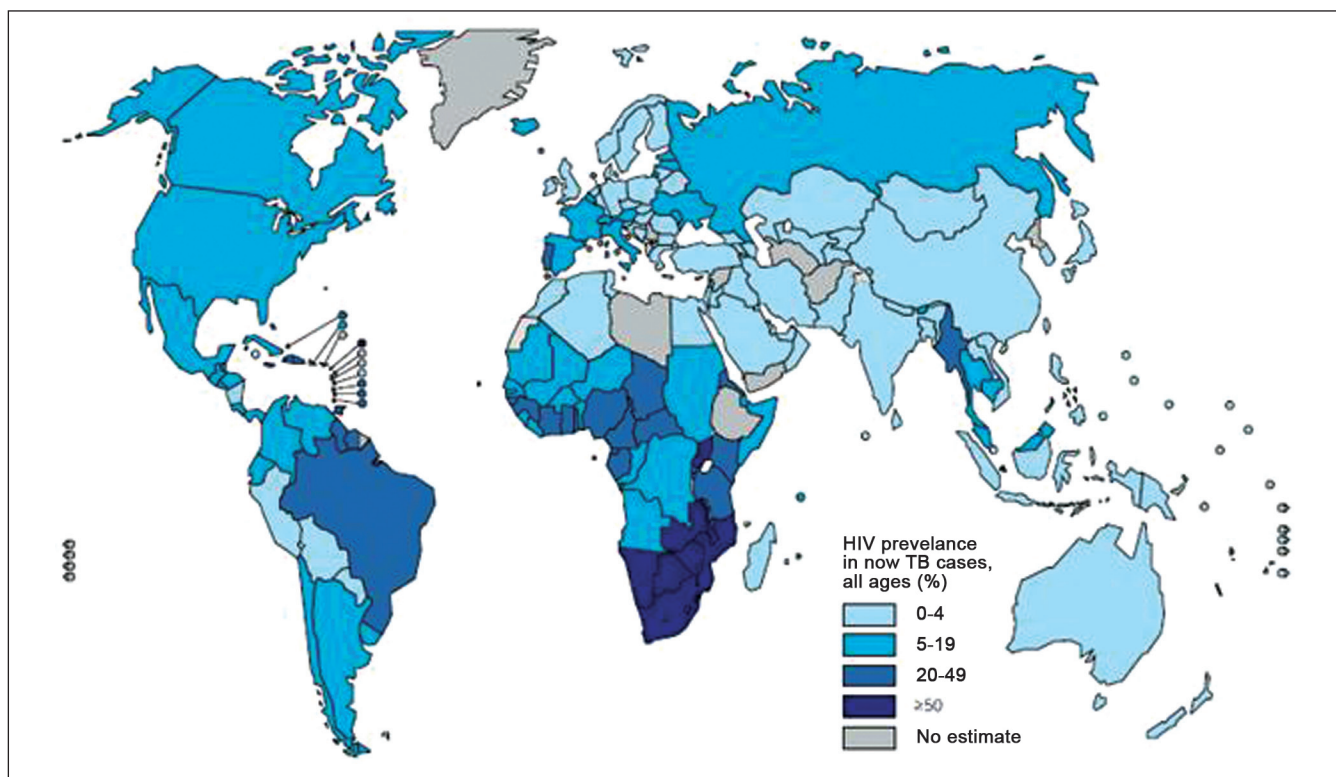 HIV prevelance
in now TB cases,
all ages (%)
0-4
5-19
20-49
≥50
No estimate